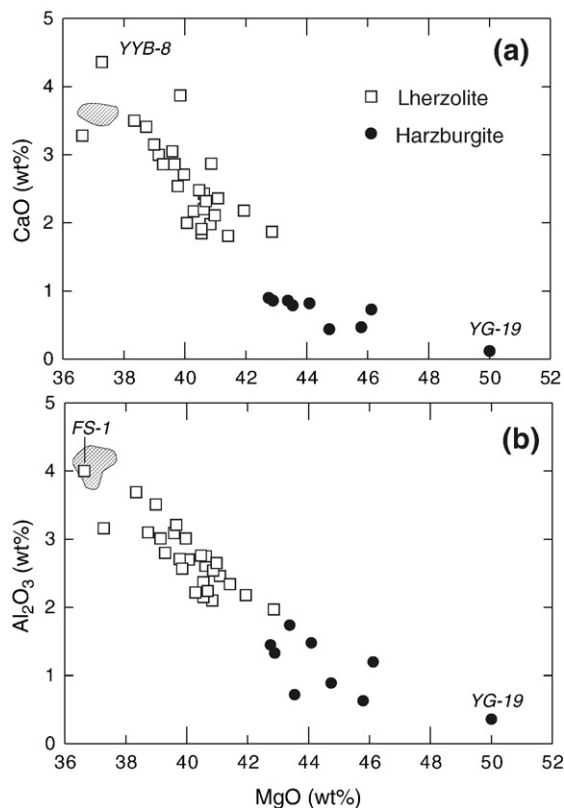 (a)
YYB-8
Lherzolite
Harzburgite
YG-19
CaO (wt%)
5
4
3
2
1
0
36 38 40 42 44 46 48 50 52
(b)
FS-1
YG-19
Al₂O₃ (wt%)
5
4
3
2
1
0
36 38 40 42 44 46 48 50 52
MgO (wt%)